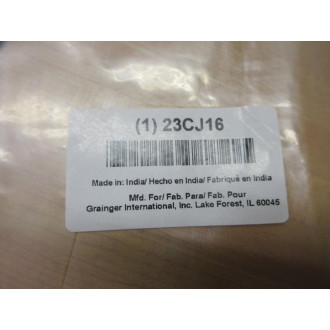 (1) 23CJ16
Made in: India/ Hecho en India/ Fabriqué en India
Mfd. For/ Fab. Para/ Fab. Pour
Grainger International, Inc. Lake Forest, IL 60045